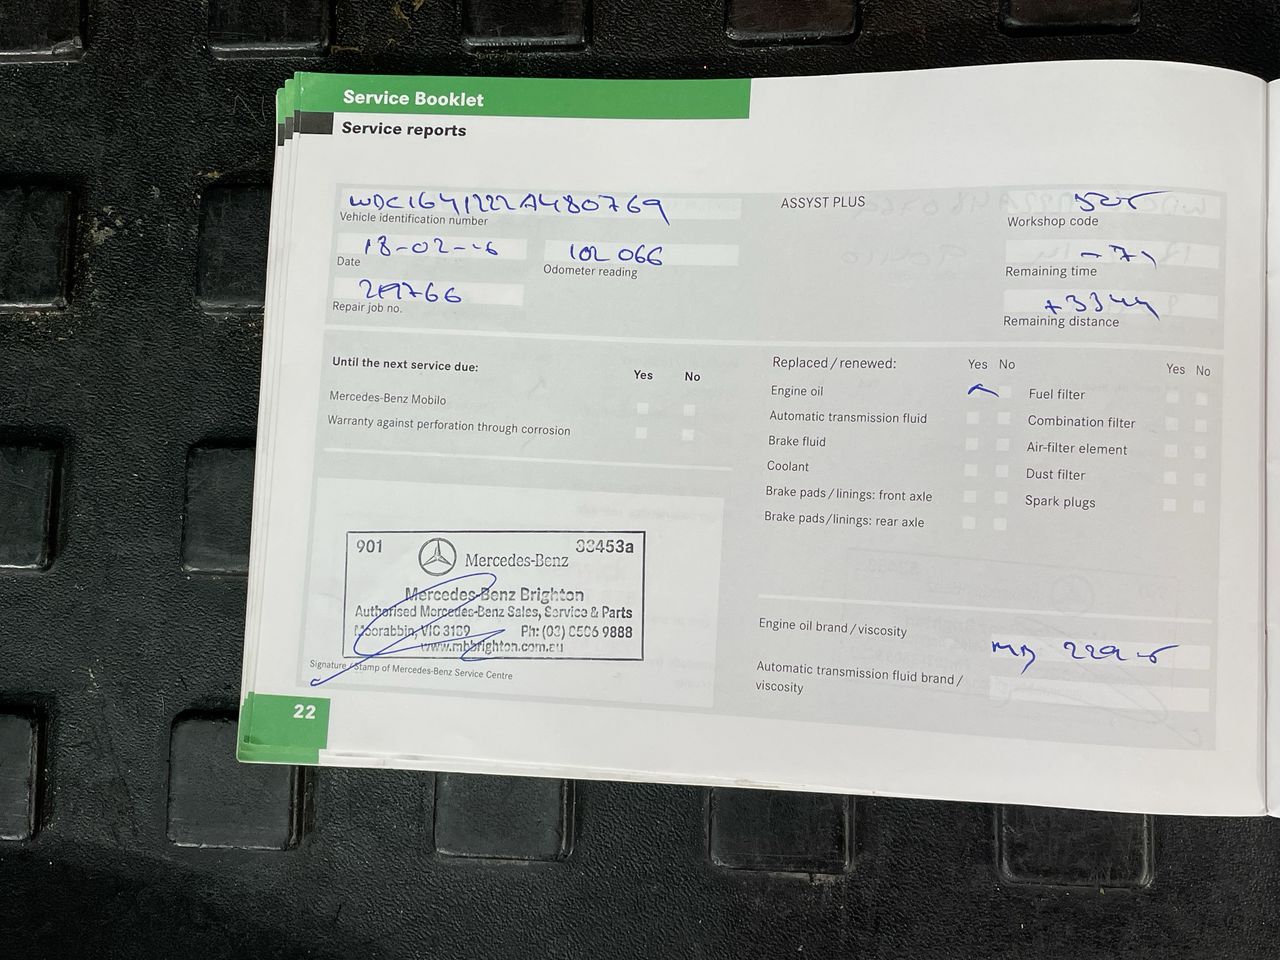 Service Booklet
Service reports
WDC1641222A480769
Vehicle identification number
ASSYST PLUS
Workshop code
18-02-16
Date
102 066
Odometer reading
Remaining time
Repair job no.
+3344
Remaining distance
Until the next service due:
Yes No
Mercedes-Benz Mobilo
Warranty against perforation through corrosion
Replaced / renewed:
Yes No
Engine oil
Automatic transmission fluid
Brake fluid
Coolant
Brake pads / linings: front axle
Brake pads / linings: rear axle
Yes No
Fuel filter
Combination filter
Air-filter element
Dust filter
Spark plugs
901
33453a
Mercedes-Benz
Mercedes-Benz Brighton
Authorised Mercedes-Benz Sales, Service & Parts
Moorabbin, VIC 3189 Ph: (03) 8506 9888
www.mbbrighton.com.au
Signature / Stamp of Mercedes-Benz Service Centre
Engine oil brand / viscosity
MB 229-5
Automatic transmission fluid brand /
viscosity
22